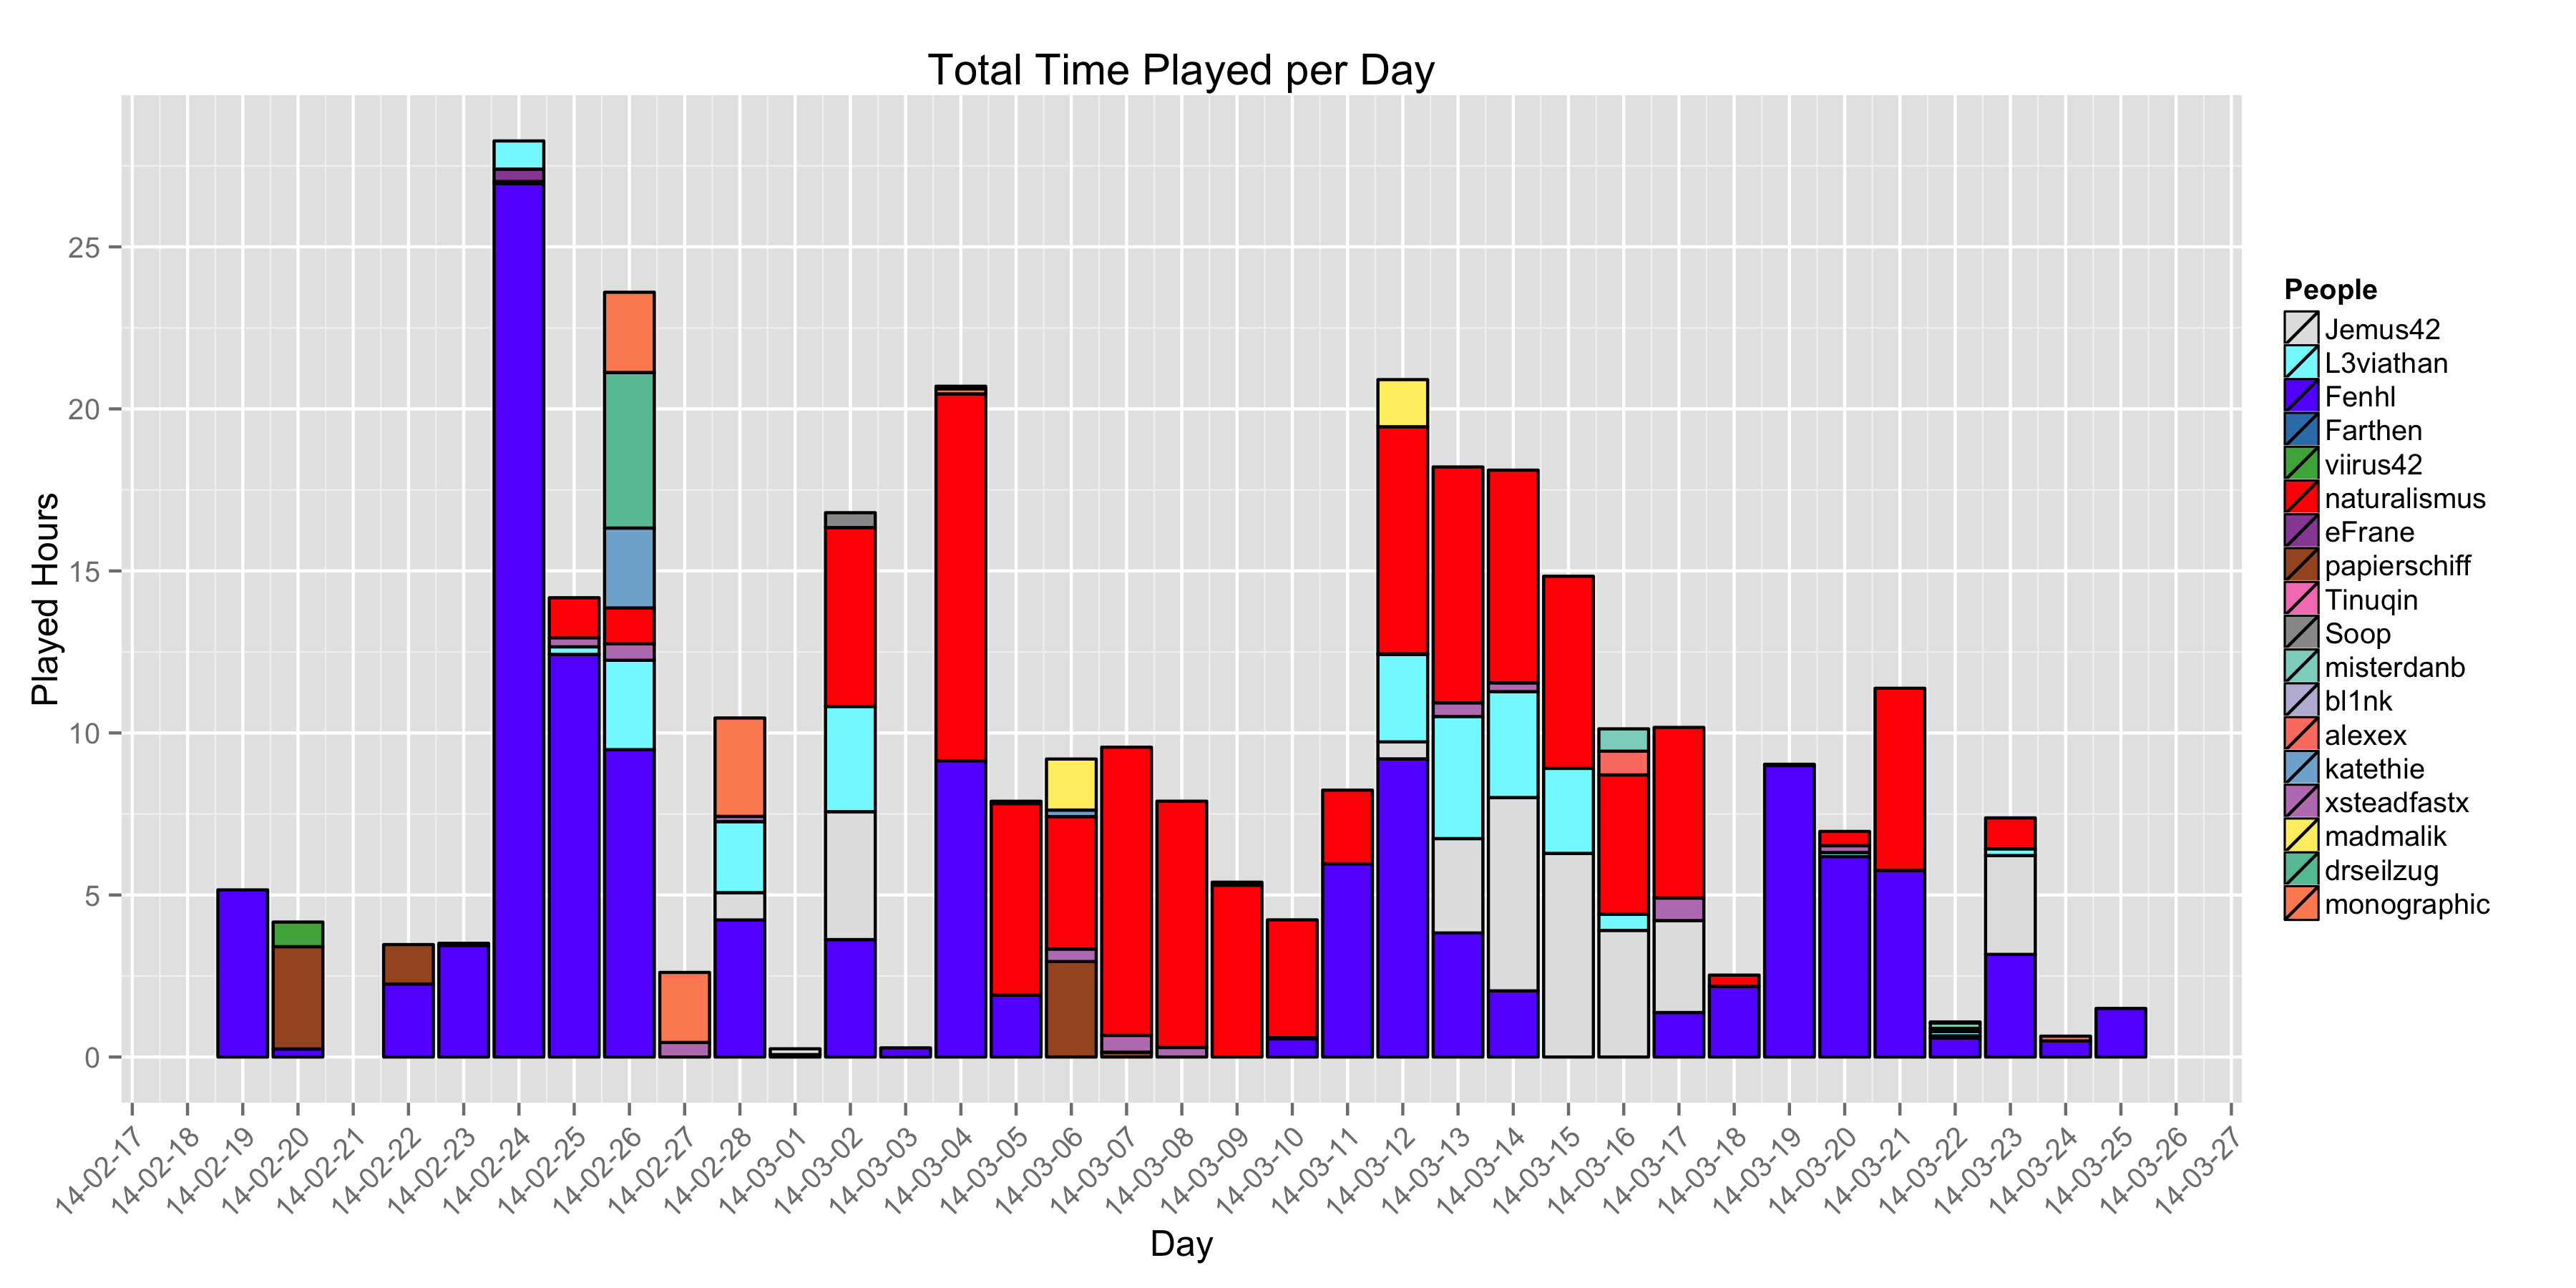 Total Time Played per Day
Played Hours
25
20
15
10
5
0
14-02-17
14-02-18
14-02-19
14-02-20
14-02-21
14-02-22
14-02-23
14-02-24
14-02-25
14-02-26
14-02-27
14-02-28
14-03-01
14-03-02
14-03-03
14-03-04
14-03-05
14-03-06
14-03-07
14-03-08
14-03-09
14-03-10
14-03-11
14-03-12
14-03-13
14-03-14
14-03-15
14-03-16
14-03-17
14-03-18
14-03-19
14-03-20
14-03-21
14-03-22
14-03-23
14-03-24
14-03-25
14-03-26
14-03-27
Day
People
Jemus42
L3viathan
Fenhl
Farthen
viirus42
naturalismus
eFrane
papierschiff
Tinuqin
Soop
misterdanb
bl1nk
alexex
katethie
xsteadfastx
madmalik
drseilzug
monographic